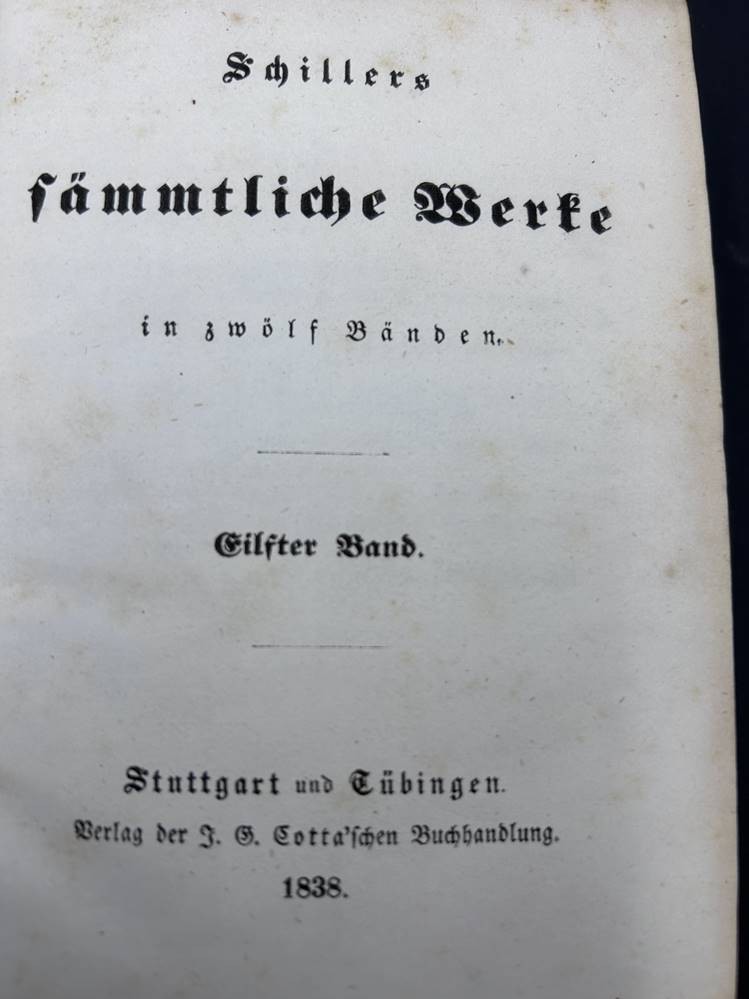 Schillers
ſämmtliche Werke
in zwölf Bänden.
Eilfter Band.
Stuttgart und Tübingen.
Verlag der J. G. Cotta'ſchen Buchhandlung.
1838.